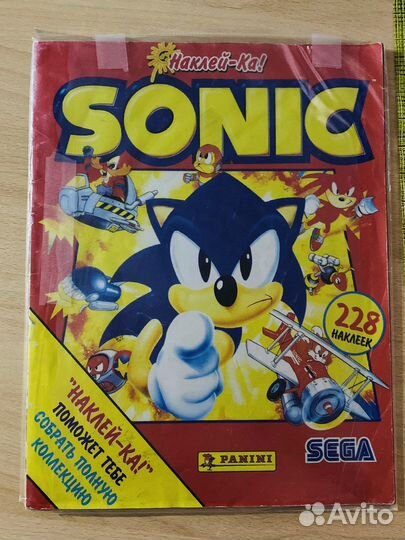 Наклей-Ка!
SONIC
228
НАКЛЕЕК
"НАКЛЕЙ-КА!"
ПОМОЖЕТ ТЕБЕ
СОБРАТЬ ПОЛНУЮ
КОЛЛЕКЦИЮ
PANINI
SEGA
Avito